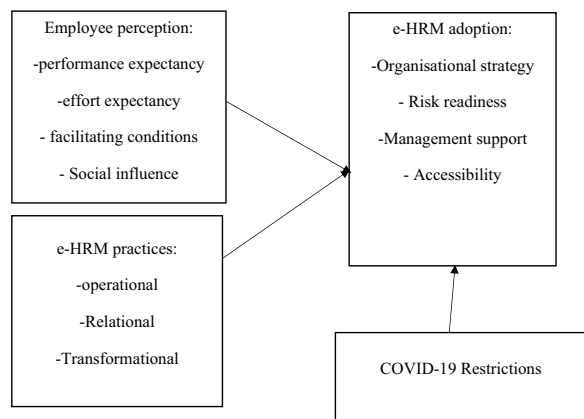 Employee perception:
-performance expectancy
-effort expectancy
- facilitating conditions
- Social influence
e-HRM practices:
-operational
-Relational
-Transformational
e-HRM adoption:
-Organisational strategy
- Risk readiness
-Management support
- Accessibility
COVID-19 Restrictions